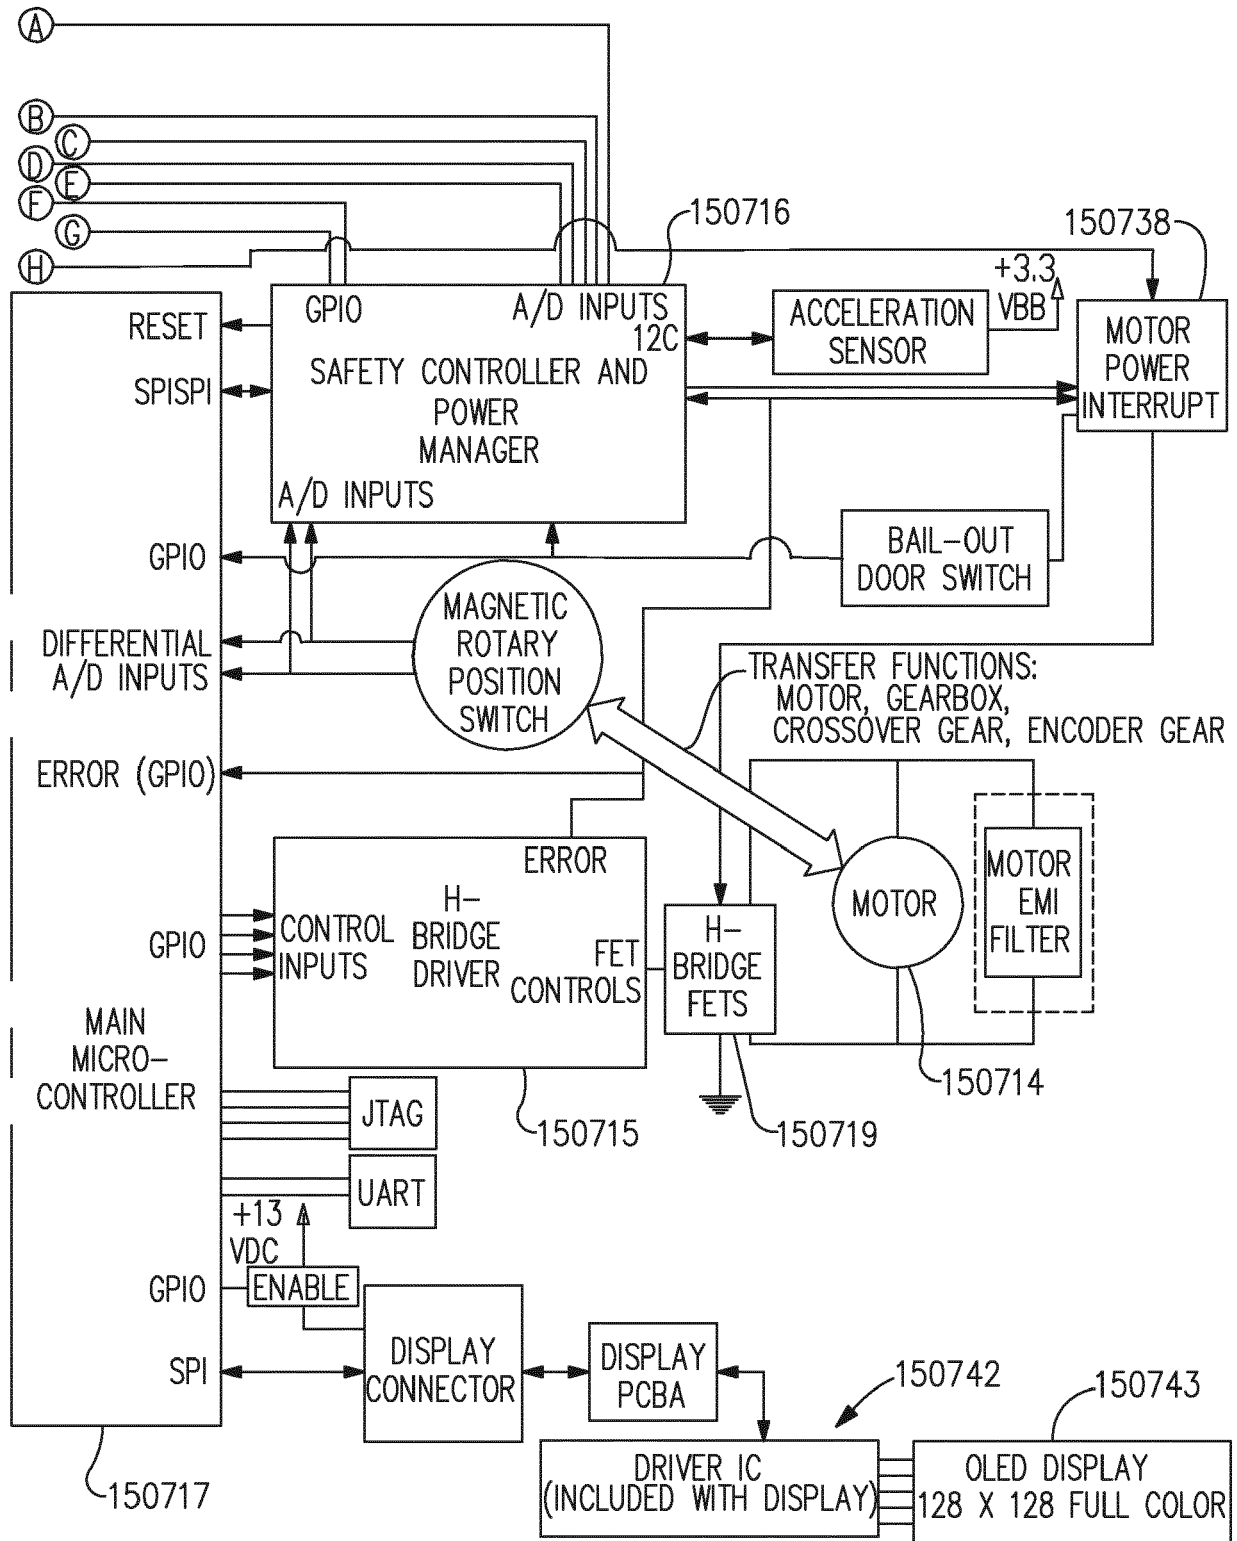 A
B
C
D
E
F
G
H
150716
150738
+3.3
VBB
RESET
GPIO
A/D INPUTS
12C
ACCELERATION
SENSOR
MOTOR
POWER
INTERRUPT
SPISPI
SAFETY CONTROLLER AND
POWER
MANAGER
A/D INPUTS
GPIO
BAIL-OUT
DOOR SWITCH
MAGNETIC
ROTARY
POSITION
SWITCH
DIFFERENTIAL
A/D INPUTS
TRANSFER FUNCTIONS:
MOTOR, GEARBOX,
CROSSOVER GEAR, ENCODER GEAR
ERROR (GPIO)
ERROR
H-
BRIDGE
DRIVER
GPIO
CONTROL
INPUTS
FET
CONTROLS
H-
BRIDGE
FETS
MOTOR
MOTOR
EMI
FILTER
MAIN
MICRO-
CONTROLLER
JTAG
150715
150719
150714
UART
+13
VDC
GPIO
ENABLE
SPI
DISPLAY
CONNECTOR
DISPLAY
PCBA
150742
150743
150717
DRIVER IC
(INCLUDED WITH DISPLAY)
OLED DISPLAY
128 X 128 FULL COLOR